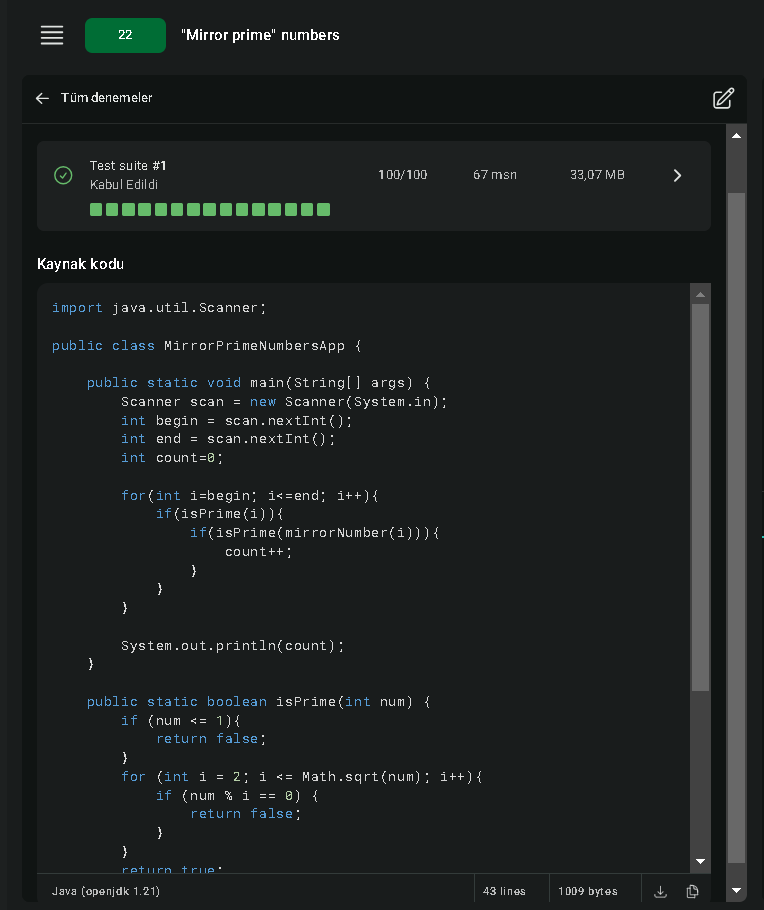 22 "Mirror prime" numbers
Tüm denemeler
Test suite #1
Kabul Edildi
100/100 67 msn 33,07 MB
Kaynak kodu
import java.util.Scanner;
public class MirrorPrimeNumbersApp {
public static void main(String[] args) {
Scanner scan = new Scanner(System.in);
int begin = scan.nextInt();
int end = scan.nextInt();
int count=0;
for(int i=begin; i<=end; i++){
if(isPrime(i)){
if(isPrime(mirrorNumber(i))){
count++;
}
}
}
System.out.println(count);
}
public static boolean isPrime(int num) {
if (num <= 1){
return false;
}
for (int i = 2; i <= Math.sqrt(num); i++){
if (num % i == 0) {
return false;
}
}
return true;
Java (openjdk 1.21) 43 lines 1009 bytes